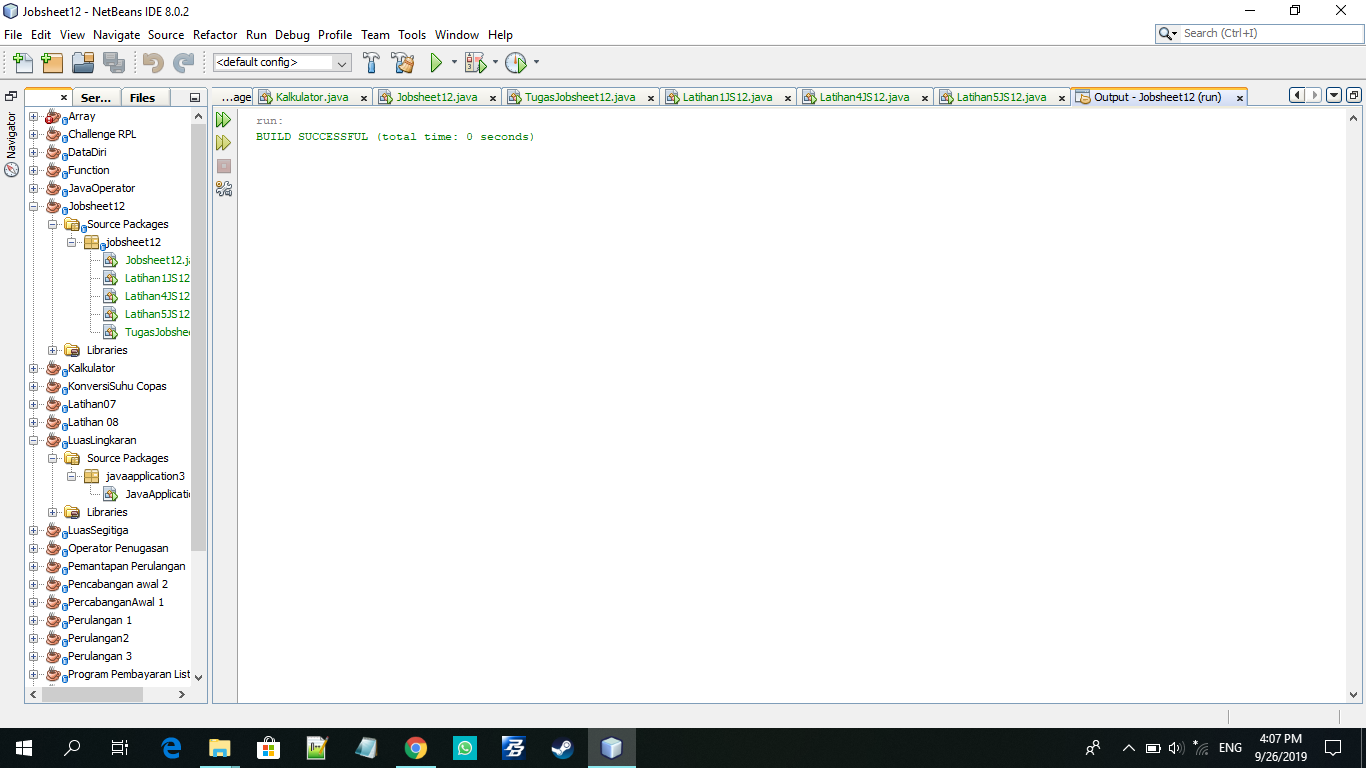 Jobsheet12 - NetBeans IDE 8.0.2
File Edit View Navigate Source Refactor Run Debug Profile Team Tools Window Help
Search (Ctrl+I)
<default config>
Ser... Files
...age Kalkulator.java Jobsheet12.java TugasJobsheet12.java Latihan1JS12.java Latihan4JS12.java Latihan5JS12.java Output - Jobsheet12 (run)
Navigator
Array
Challenge RPL
DataDiri
Function
JavaOperator
Jobsheet12
Source Packages
jobsheet12
Jobsheet12.ja
Latihan1JS12
Latihan4JS12
Latihan5JS12
TugasJobshee
Libraries
Kalkulator
KonversiSuhu Copas
Latihan07
Latihan 08
LuasLingkaran
Source Packages
javaapplication3
JavaApplicati
Libraries
LuasSegitiga
Operator Penugasan
Pemantapan Perulangan
Pencabangan awal 2
PercabanganAwal 1
Perulangan 1
Perulangan2
Perulangan 3
Program Pembayaran List
run:
BUILD SUCCESSFUL (total time: 0 seconds)
ENG
4:07 PM
9/26/2019